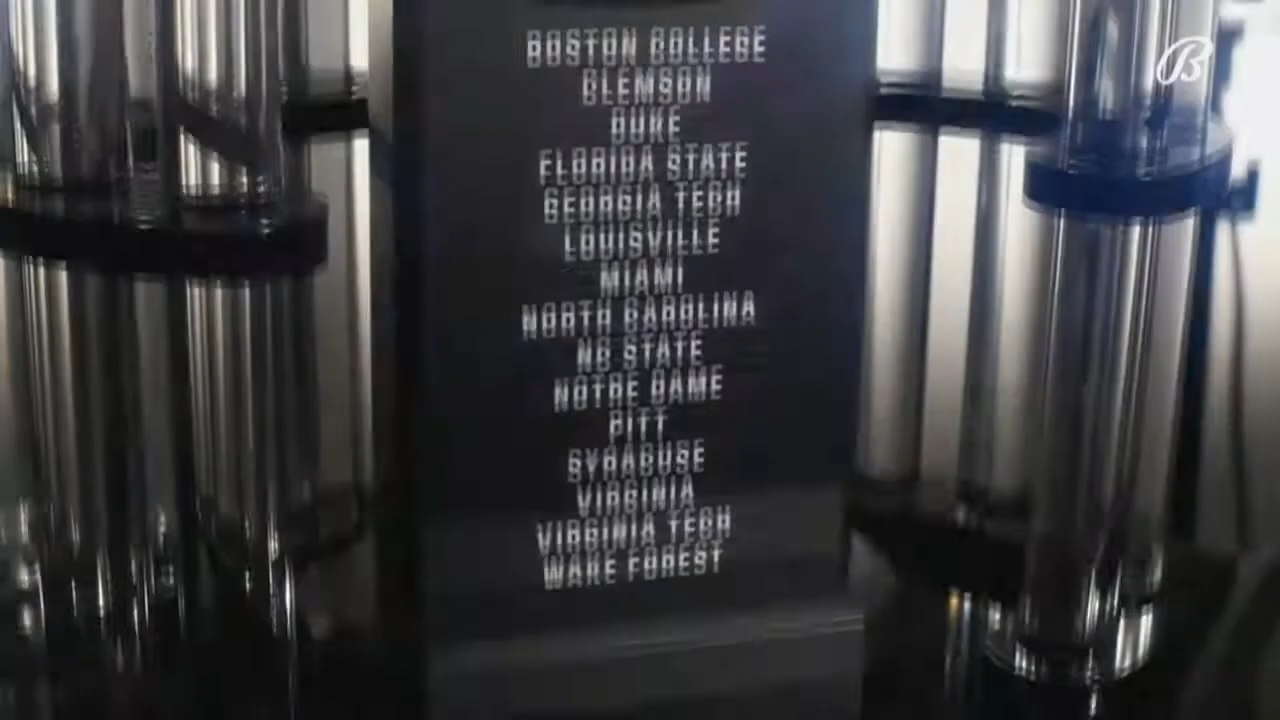 BOSTON COLLEGE
CLEMSON
DUKE
FLORIDA STATE
GEORGIA TECH
LOUISVILLE
MIAMI
NORTH CAROLINA
NC STATE
NOTRE DAME
PITT
SYRACUSE
VIRGINIA
VIRGINIA TECH
WAKE FOREST
B